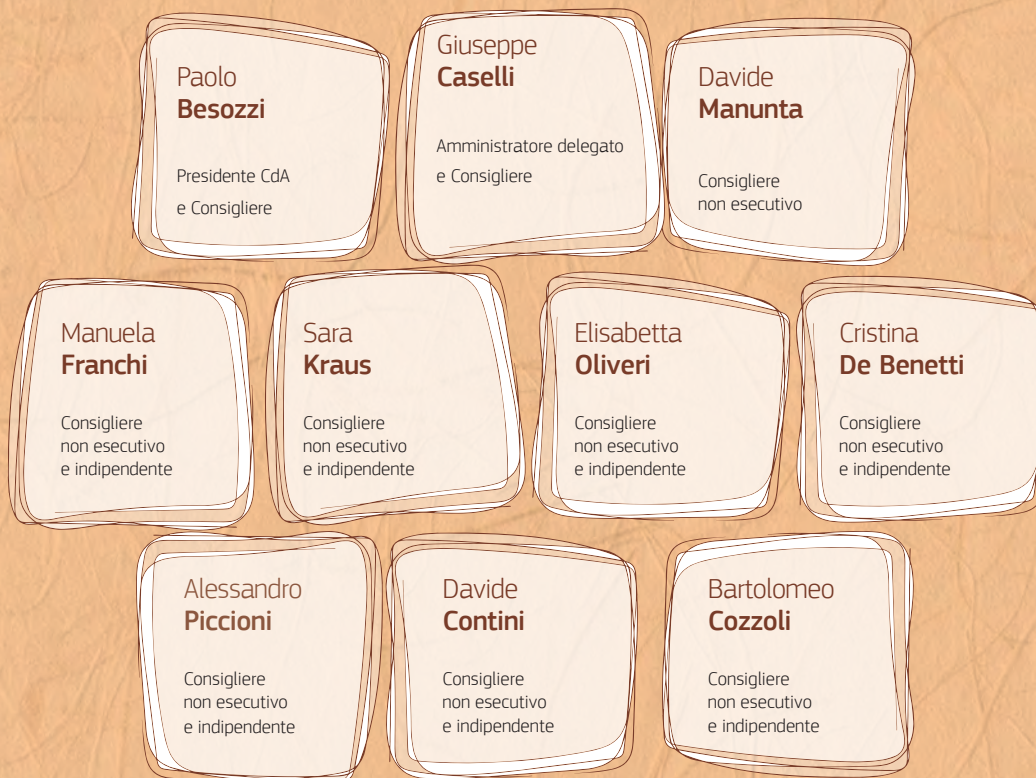 Paolo
Besozzi
Presidente CdA
e Consigliere
Giuseppe
Caselli
Amministratore delegato
e Consigliere
Davide
Manunta
Consigliere
non esecutivo
Manuela
Franchi
Consigliere
non esecutivo
e indipendente
Sara
Kraus
Consigliere
non esecutivo
e indipendente
Elisabetta
Oliveri
Consigliere
non esecutivo
e indipendente
Cristina
De Benetti
Consigliere
non esecutivo
e indipendente
Alessandro
Piccioni
Consigliere
non esecutivo
e indipendente
Davide
Contini
Consigliere
non esecutivo
e indipendente
Bartolomeo
Cozzoli
Consigliere
non esecutivo
e indipendente